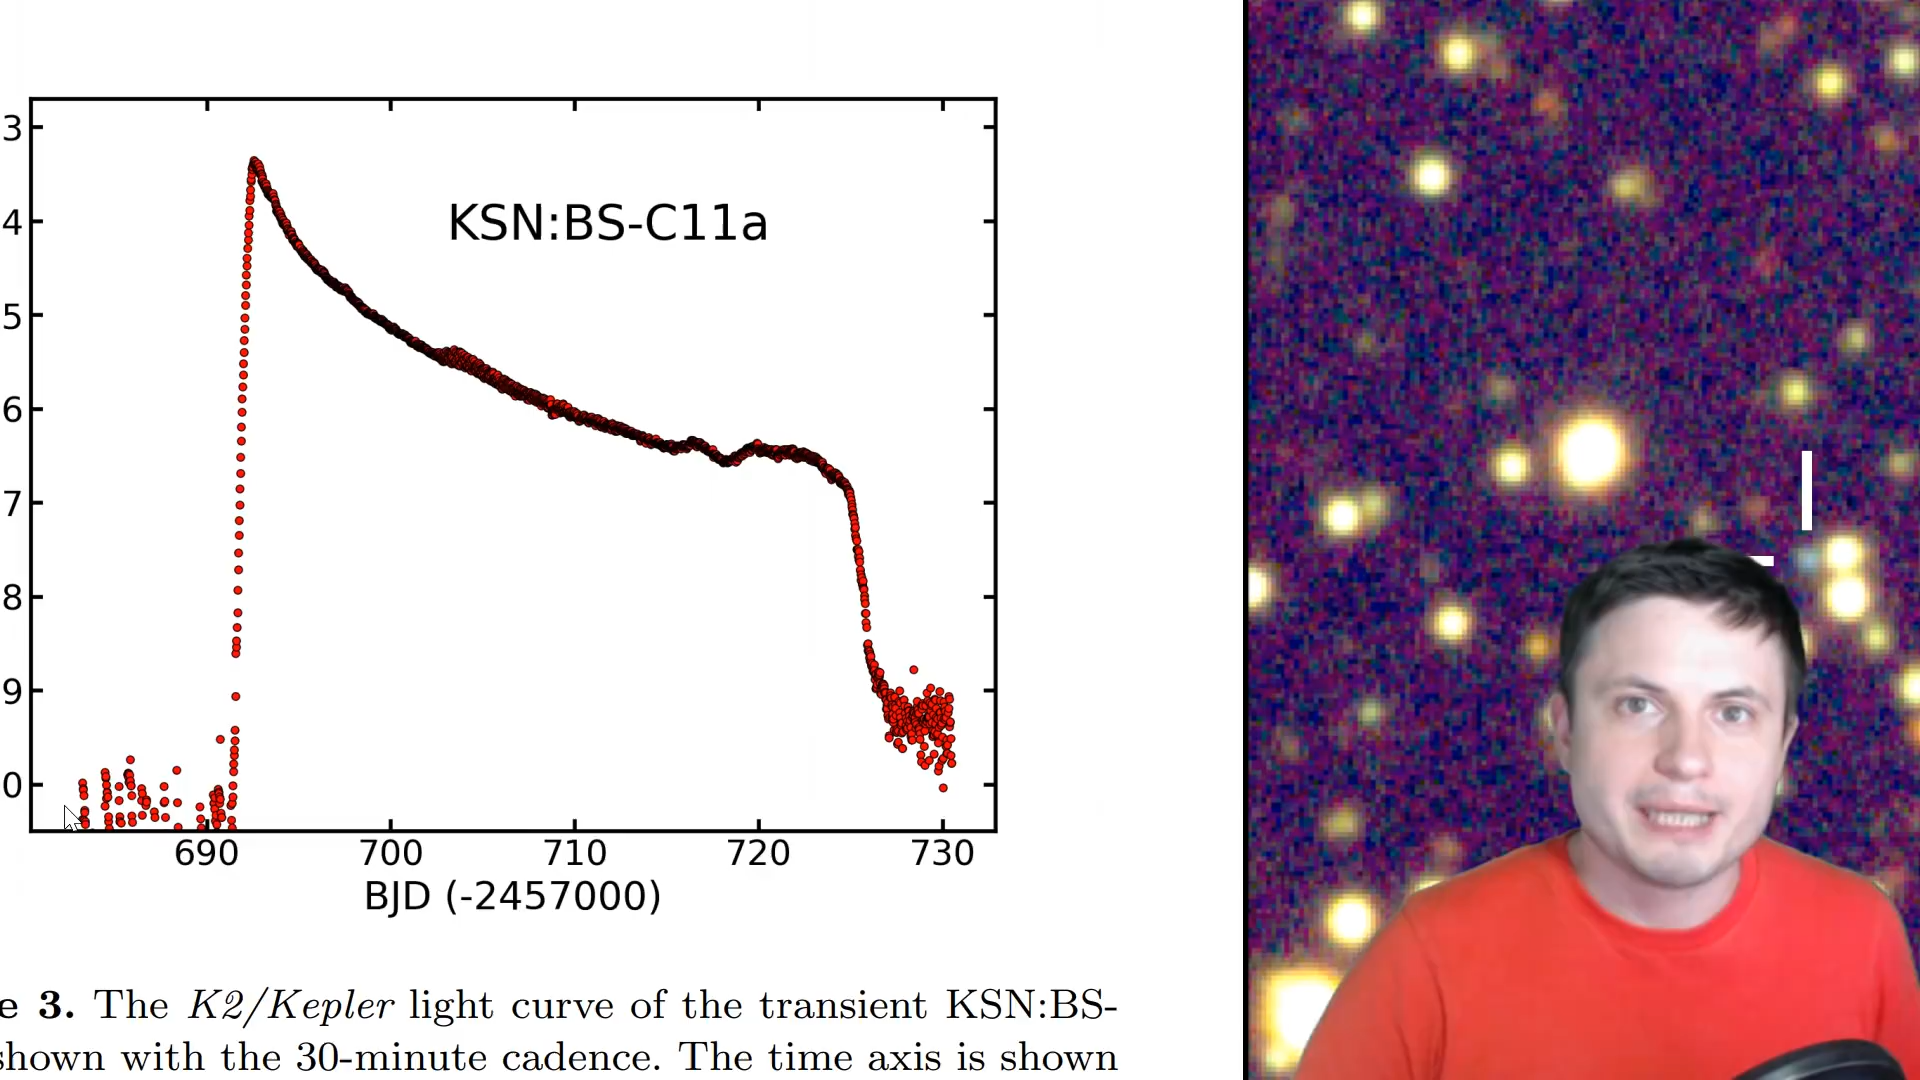 3
4
KSN:BS-C11a
5
6
7
8
9
0
690 700 710 720 730
BJD (-2457000)
e 3. The K2/Kepler light curve of the transient KSN:BS-
shown with the 30-minute cadence. The time axis is shown